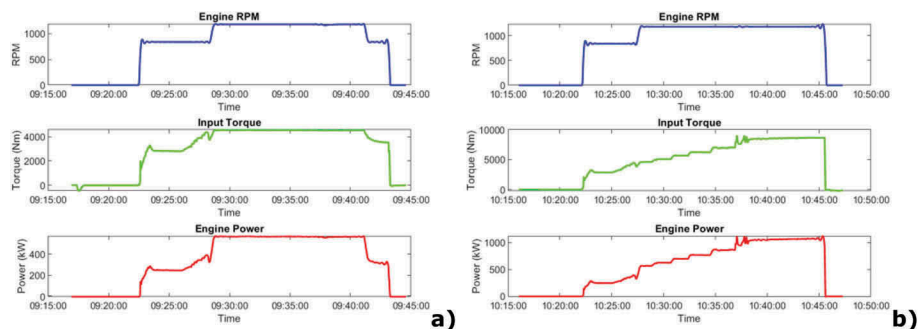 Engine RPM
RPM
1000
500
0
09:15:00 09:20:00 09:25:00 09:30:00 09:35:00 09:40:00 09:45:00
Time
Input Torque
Torque (Nm)
4000
2000
0
09:15:00 09:20:00 09:25:00 09:30:00 09:35:00 09:40:00 09:45:00
Time
Engine Power
Power (kW)
400
200
0
09:15:00 09:20:00 09:25:00 09:30:00 09:35:00 09:40:00 09:45:00
Time
a)
Engine RPM
RPM
1000
500
0
10:15:00 10:20:00 10:25:00 10:30:00 10:35:00 10:40:00 10:45:00 10:50:00
Time
Input Torque
Torque (Nm)
10000
5000
0
10:15:00 10:20:00 10:25:00 10:30:00 10:35:00 10:40:00 10:45:00 10:50:00
Time
Engine Power
Power (kW)
1000
500
0
10:15:00 10:20:00 10:25:00 10:30:00 10:35:00 10:40:00 10:45:00 10:50:00
Time
b)